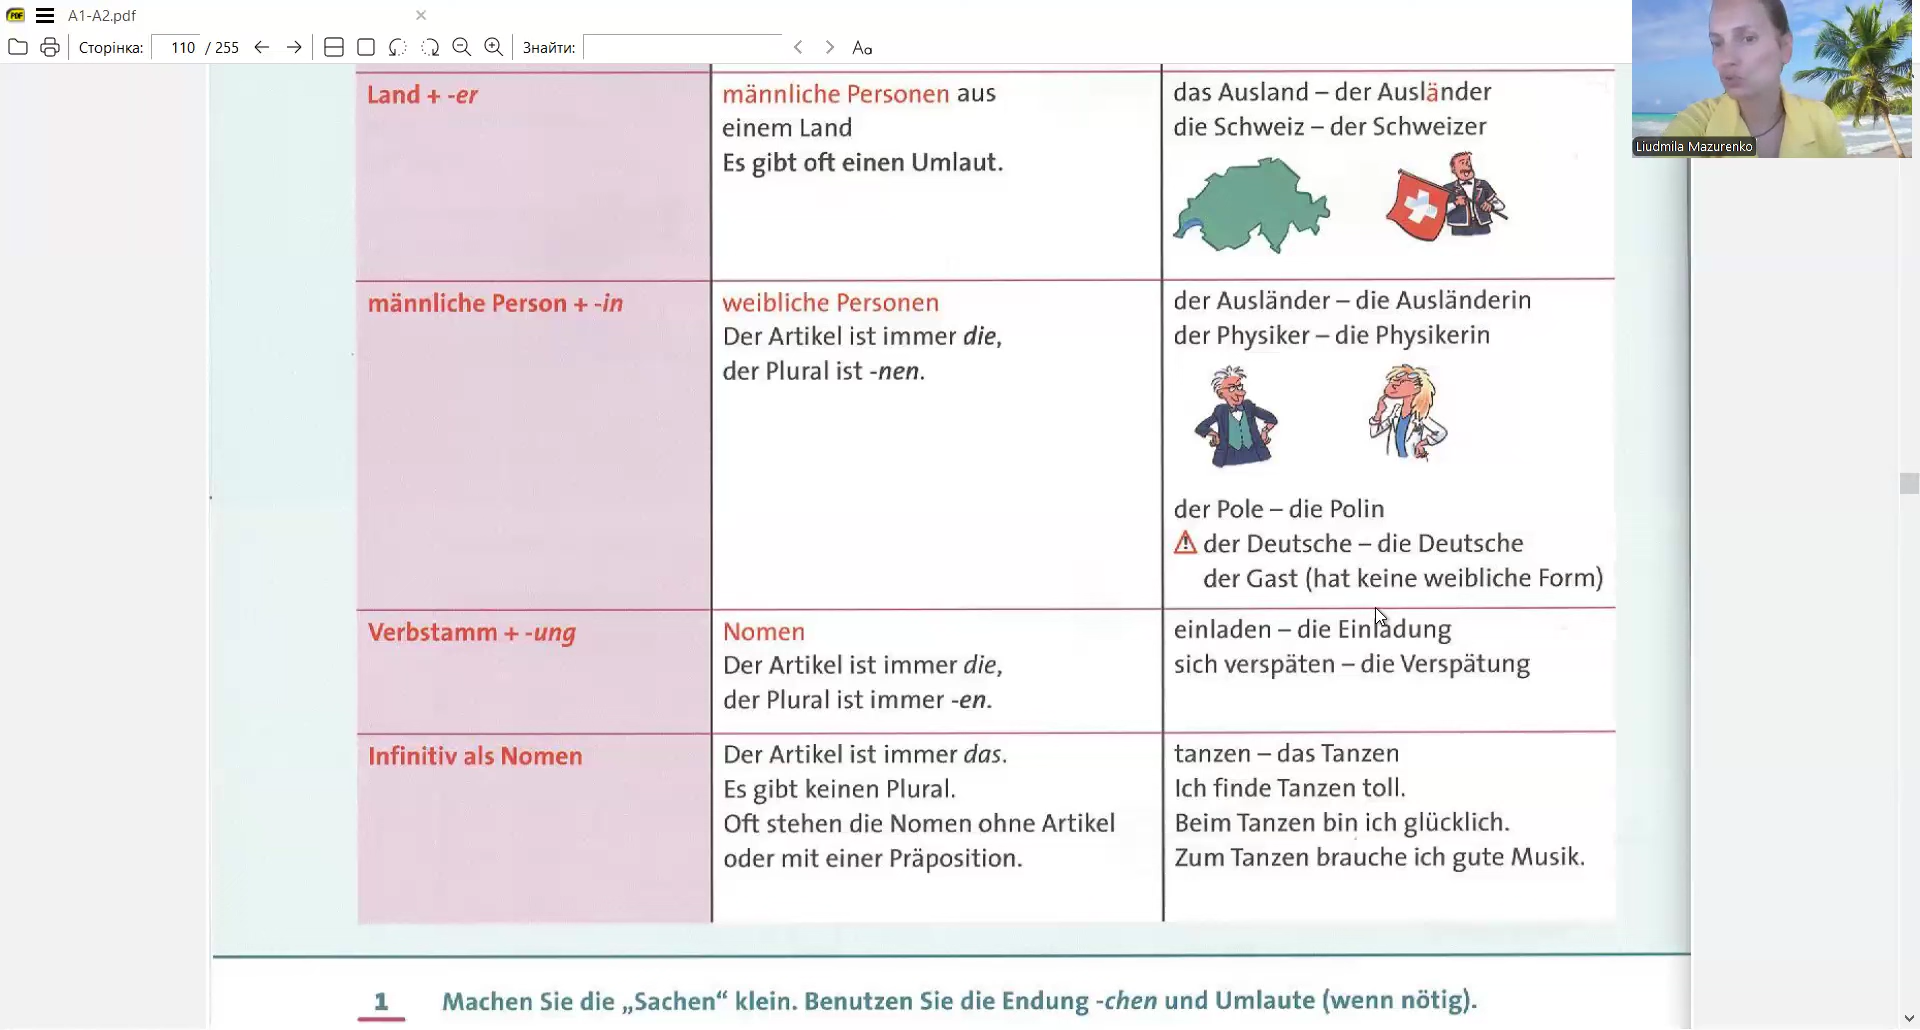 A1-A2.pdf
Сторінка: 110 / 255 Знайти: Aa
Liudmila Mazurenko
Land + -er
männliche Personen aus
einem Land
Es gibt oft einen Umlaut.
das Ausland – der Ausländer
die Schweiz – der Schweizer
männliche Person + -in
weibliche Personen
Der Artikel ist immer die,
der Plural ist -nen.
der Ausländer – die Ausländerin
der Physiker – die Physikerin
der Pole – die Polin
der Deutsche – die Deutsche
der Gast (hat keine weibliche Form)
Verbstamm + -ung
Nomen
Der Artikel ist immer die,
der Plural ist immer -en.
einladen – die Einladung
sich verspäten – die Verspätung
Infinitiv als Nomen
Der Artikel ist immer das.
Es gibt keinen Plural.
Oft stehen die Nomen ohne Artikel
oder mit einer Präposition.
tanzen – das Tanzen
Ich finde Tanzen toll.
Beim Tanzen bin ich glücklich.
Zum Tanzen brauche ich gute Musik.
1 Machen Sie die „Sachen“ klein. Benutzen Sie die Endung -chen und Umlaute (wenn nötig).